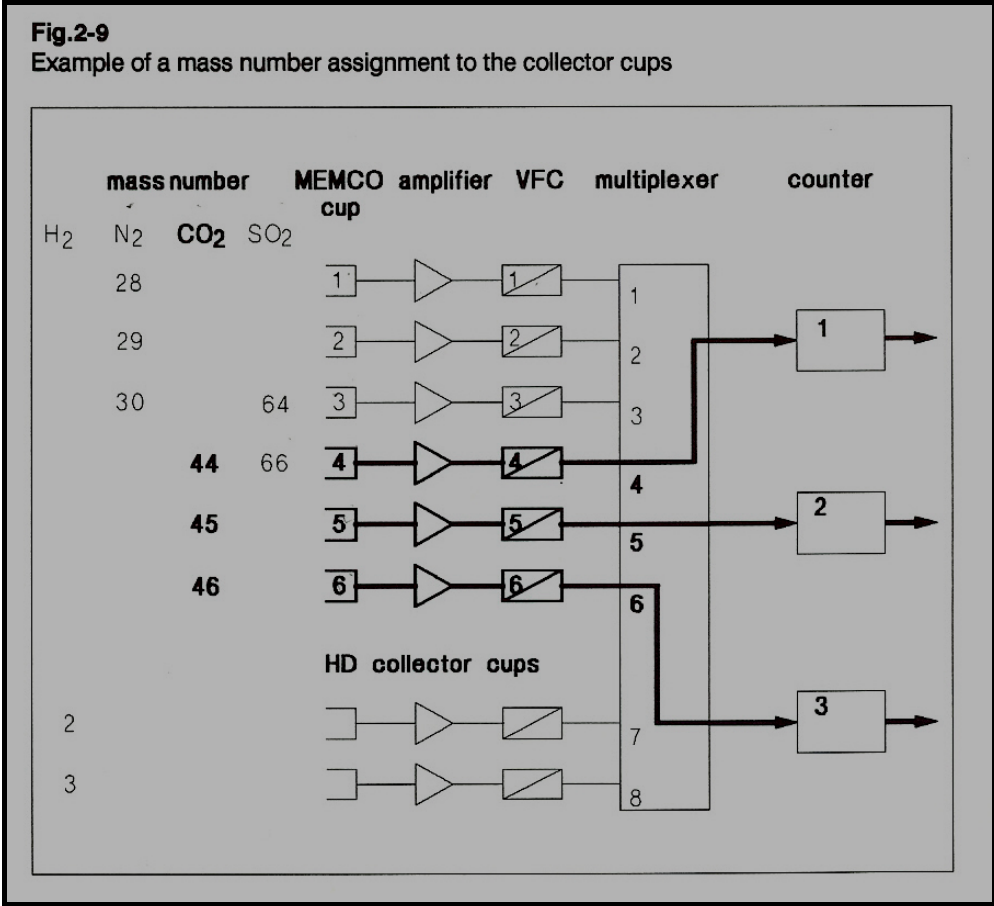 Fig.2-9
Example of a mass number assignment to the collector cups
mass number MEMCO amplifier VFC multiplexer counter
cup
H2 N2 CO2 SO2
28 1 1 1
29 2 2 2 1
30 64 3 3 3
44 66 4 4 4
45 5 5 5 2
46 6 6 6
HD collector cups
2 7 3
3 8